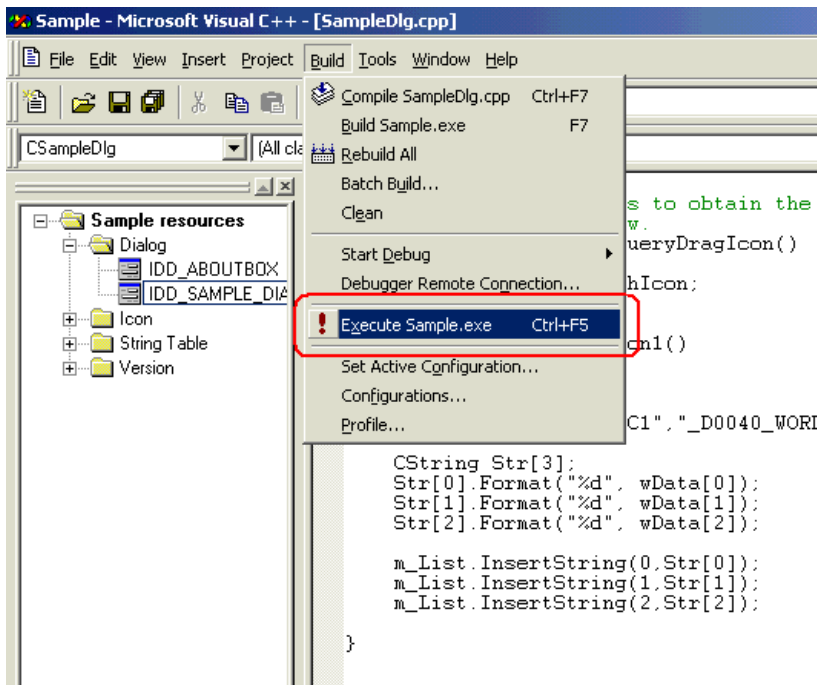 Sample - Microsoft Visual C++ - [SampleDlg.cpp]
File Edit View Insert Project Build Tools Window Help
CSampleDlg
(All cla
Compile SampleDlg.cpp Ctrl+F7
Build Sample.exe F7
Rebuild All
Batch Build...
Clean
Start Debug
Debugger Remote Connection...
Execute Sample.exe Ctrl+F5
Set Active Configuration...
Configurations...
Profile...
Sample resources
Dialog
IDD_ABOUTBOX
IDD_SAMPLE_DIA
Icon
String Table
Version
s to obtain the
w.
ueryDragIcon()
hIcon;
on1()
C1","_D0040_WORD
CString Str[3];
Str[0].Format("%d", wData[0]);
Str[1].Format("%d", wData[1]);
Str[2].Format("%d", wData[2]);
m_List.InsertString(0,Str[0]);
m_List.InsertString(1,Str[1]);
m_List.InsertString(2,Str[2]);
}